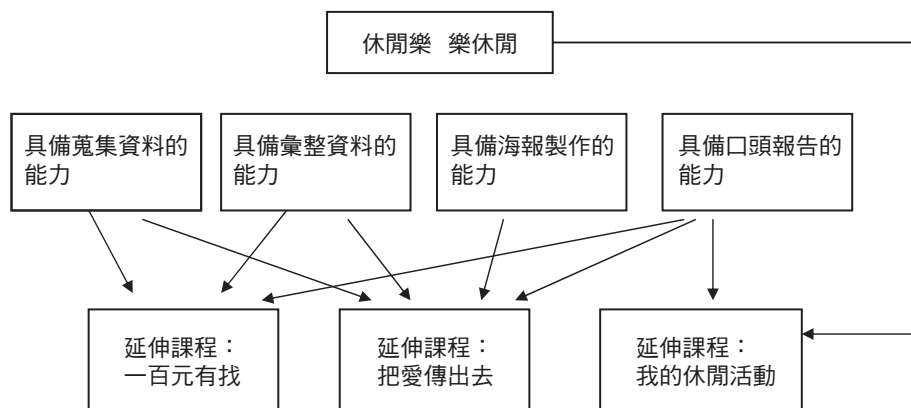 休閒樂 樂休閒
具備蒐集資料的
能力
具備彙整資料的
能力
具備海報製作的
能力
具備口頭報告的
能力
延伸課程：
一百元有找
延伸課程：
把愛傳出去
延伸課程：
我的休閒活動